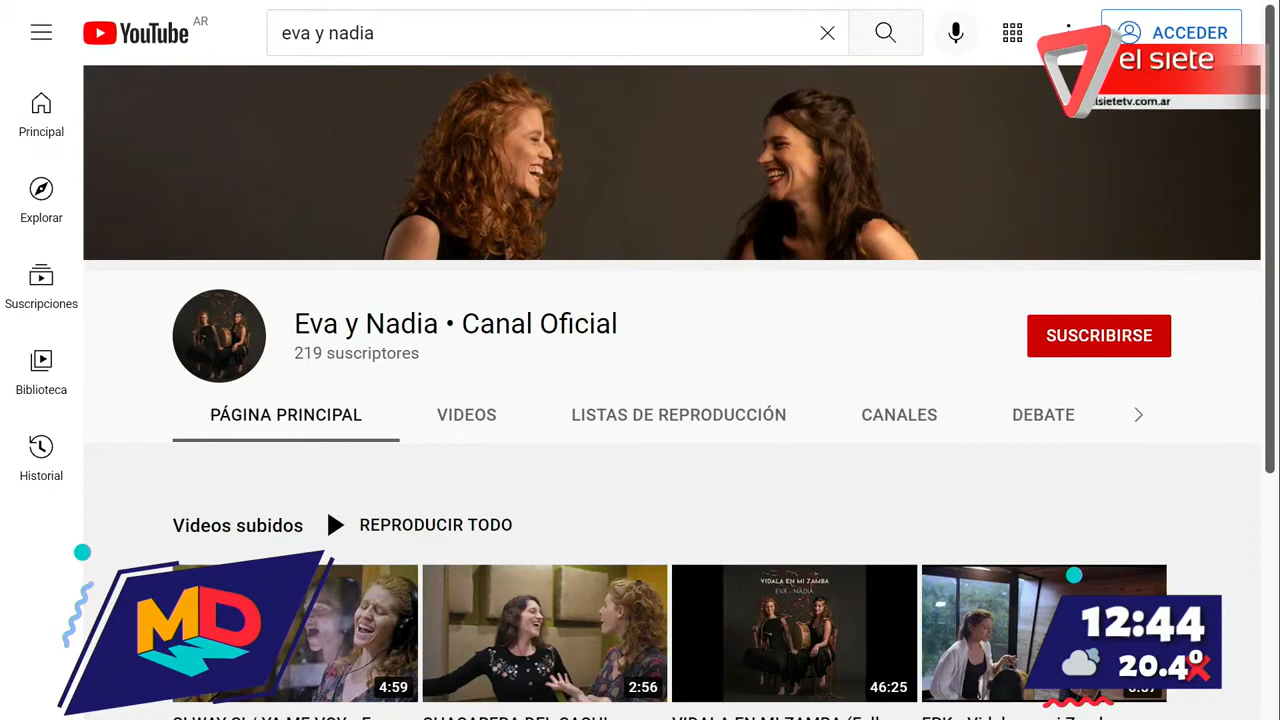 YouTube AR
eva y nadia
ACCEDER
el siete
elsietetv.com.ar
Principal
Explorar
Suscripciones
Biblioteca
Historial
Eva y Nadia • Canal Oficial
219 suscriptores
SUSCRIBIRSE
PÁGINA PRINCIPAL
VIDEOS
LISTAS DE REPRODUCCIÓN
CANALES
DEBATE
Videos subidos
REPRODUCIR TODO
VIDALA EN MI ZAMBA
EVA • NADIA
MD
4:59
2:56
46:25
12:44
20.4º